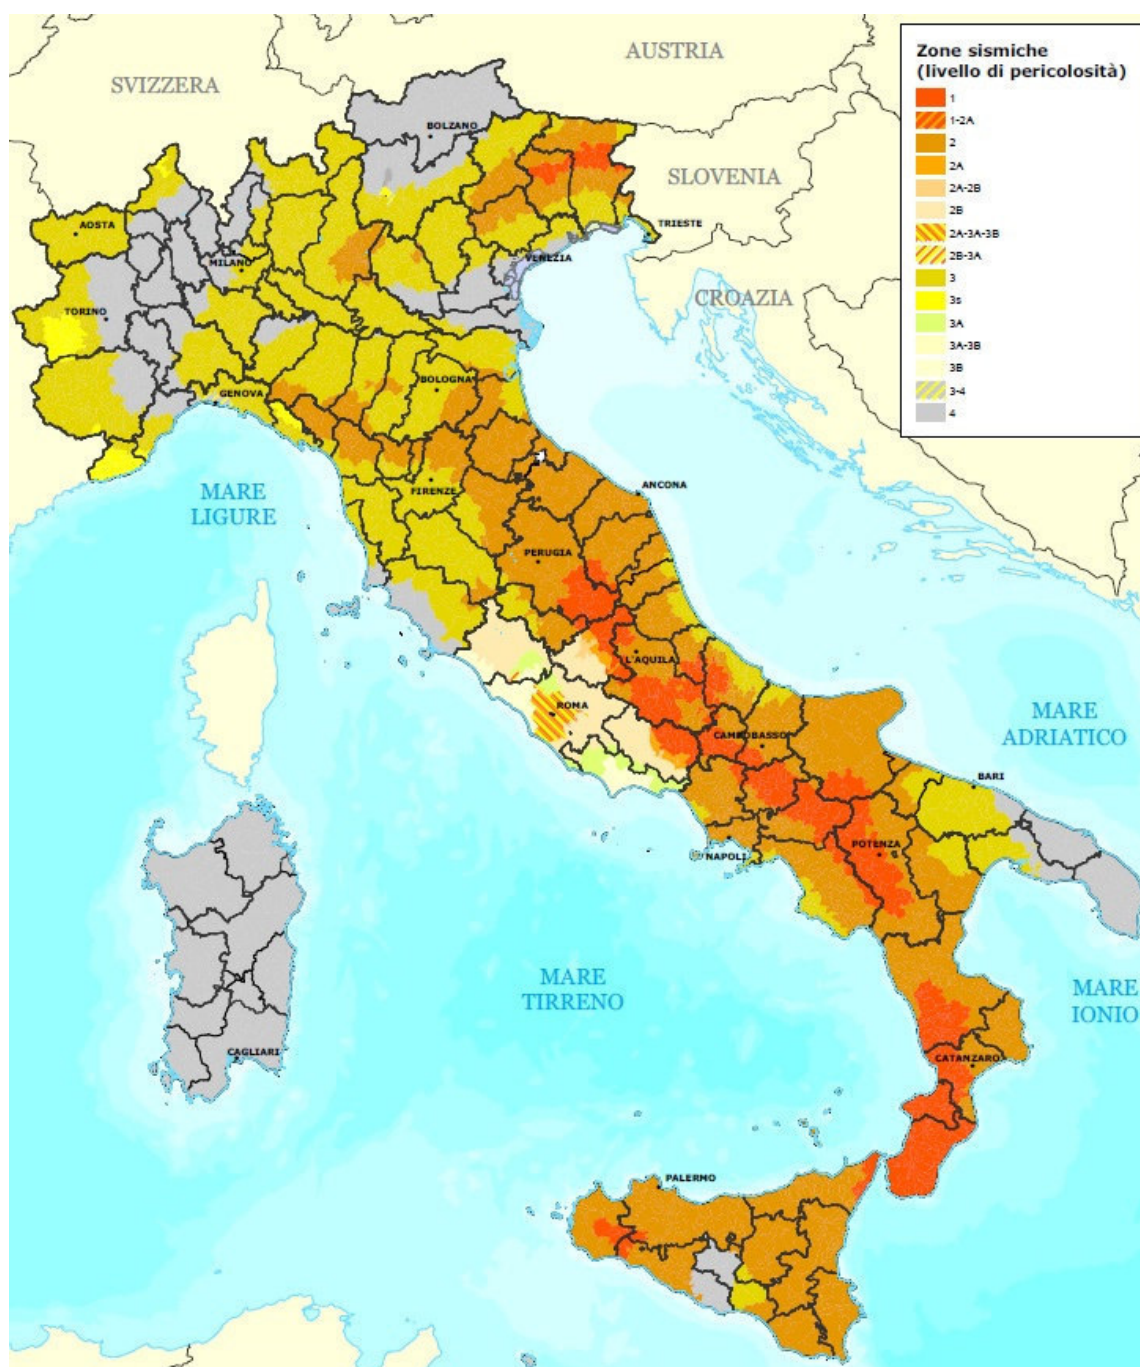 AUSTRIA
SVIZZERA
BOLZANO
SLOVENIA
AOSTA
TRIESTE
MILANO
VENEZIA
CROAZIA
TORINO
BOLOGNA
GENOVA
MARE
LIGURE
FIRENZE
ANCONA
PERUGIA
L'AQUILA
ROMA
MARE
ADRIATICO
CAMPOBASSO
BARI
NAPOLI
POTENZA
MARE
TIRRENO
MARE
IONIO
CAGLIARI
CATANZARO
PALERMO
Zone sismiche
(livello di pericolosità)
1
1-2A
2
2A
2A-2B
2B
2A-3A-3B
2B-3A
3
3s
3A
3A-3B
3B
3-4
4